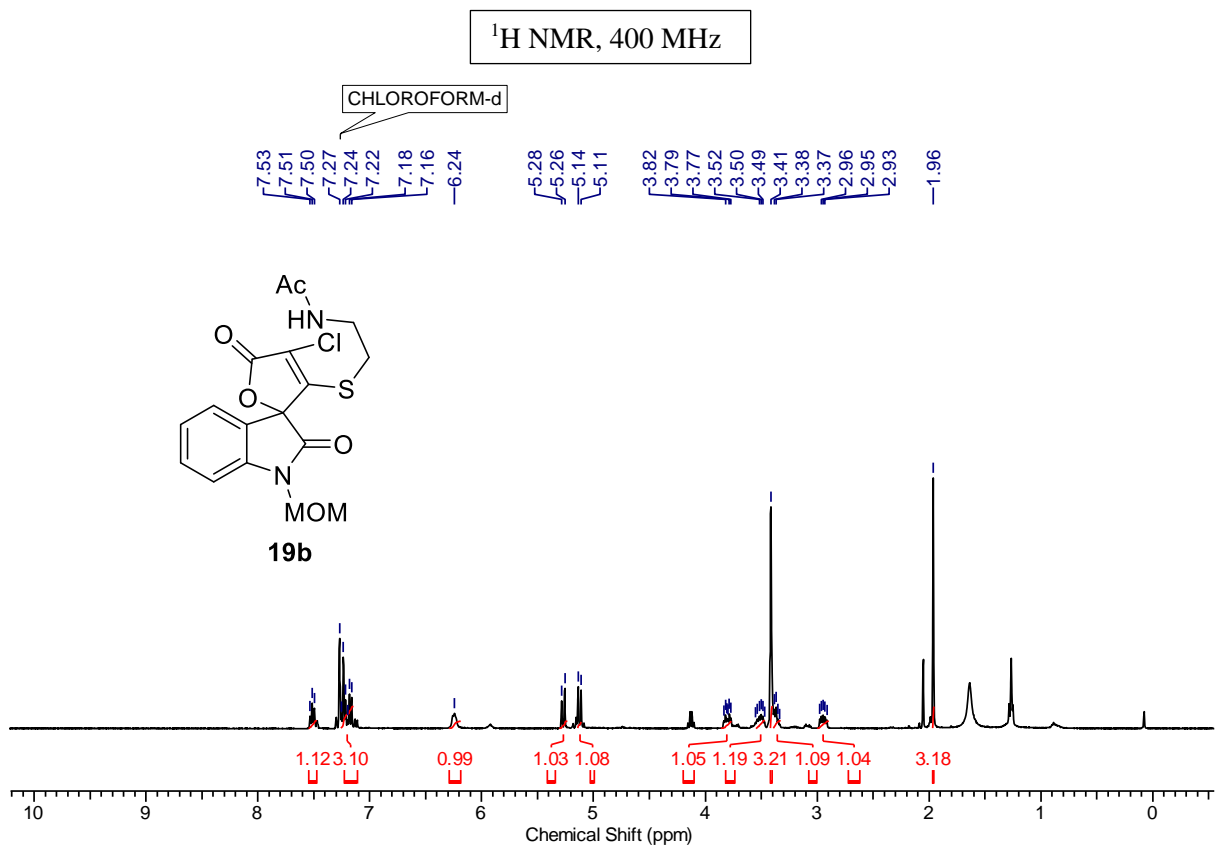 ¹H NMR, 400 MHz
CHLOROFORM-d
7.53 7.51 7.50 7.27 7.24 7.22 7.18 7.16 6.24 5.28 5.26 5.14 5.11 3.82 3.79 3.77 3.52 3.50 3.49 3.41 3.38 3.37 2.96 2.95 2.93 1.96
Ac
HN
O Cl
S
O
O
N
MOM
19b
1.12 3.10 0.99 1.03 1.08 1.05 1.19 3.21 1.09 1.04 3.18
10 9 8 7 6 5 4 3 2 1 0
Chemical Shift (ppm)